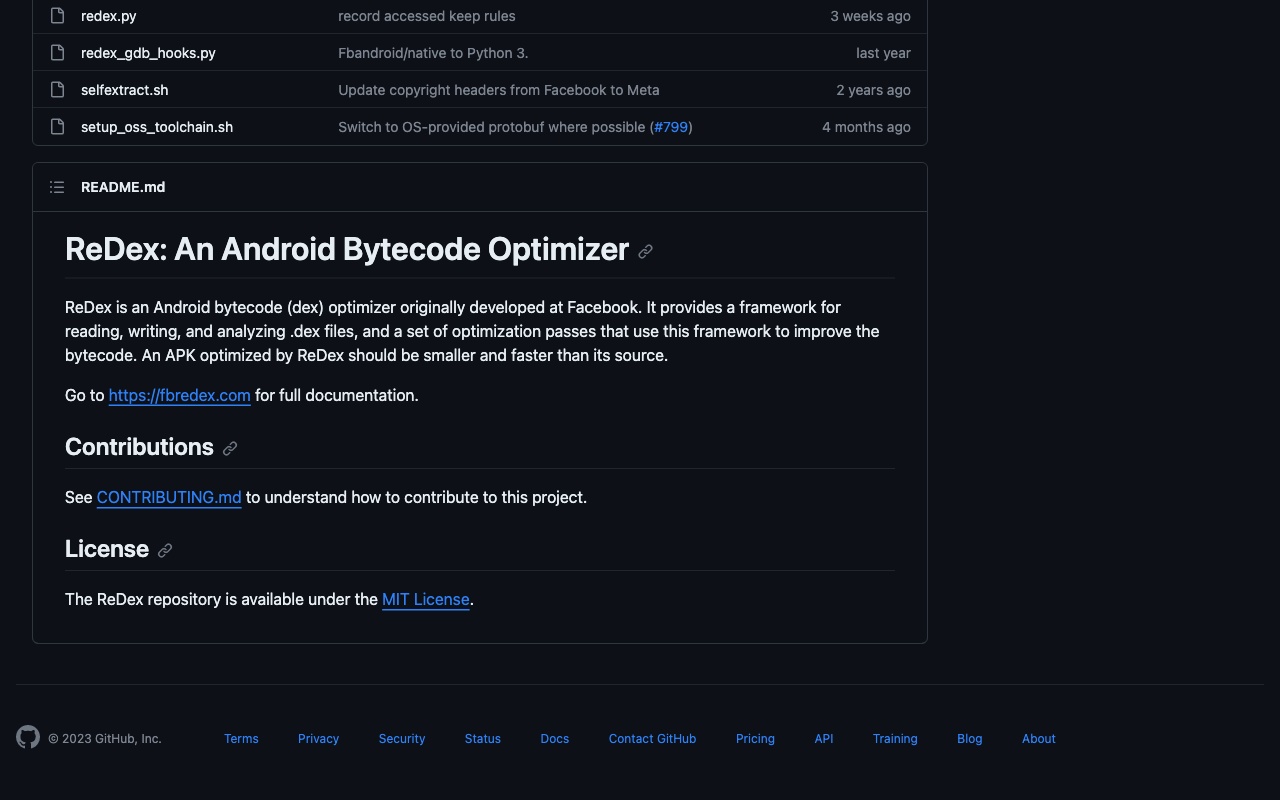 redex.py record accessed keep rules 3 weeks ago
redex_gdb_hooks.py Fbandroid/native to Python 3. last year
selfextract.sh Update copyright headers from Facebook to Meta 2 years ago
setup_oss_toolchain.sh Switch to OS-provided protobuf where possible (#799) 4 months ago
README.md
ReDex: An Android Bytecode Optimizer
ReDex is an Android bytecode (dex) optimizer originally developed at Facebook. It provides a framework for
reading, writing, and analyzing .dex files, and a set of optimization passes that use this framework to improve the
bytecode. An APK optimized by ReDex should be smaller and faster than its source.
Go to https://fbredex.com for full documentation.
Contributions
See CONTRIBUTING.md to understand how to contribute to this project.
License
The ReDex repository is available under the MIT License.
© 2023 GitHub, Inc. Terms Privacy Security Status Docs Contact GitHub Pricing API Training Blog About